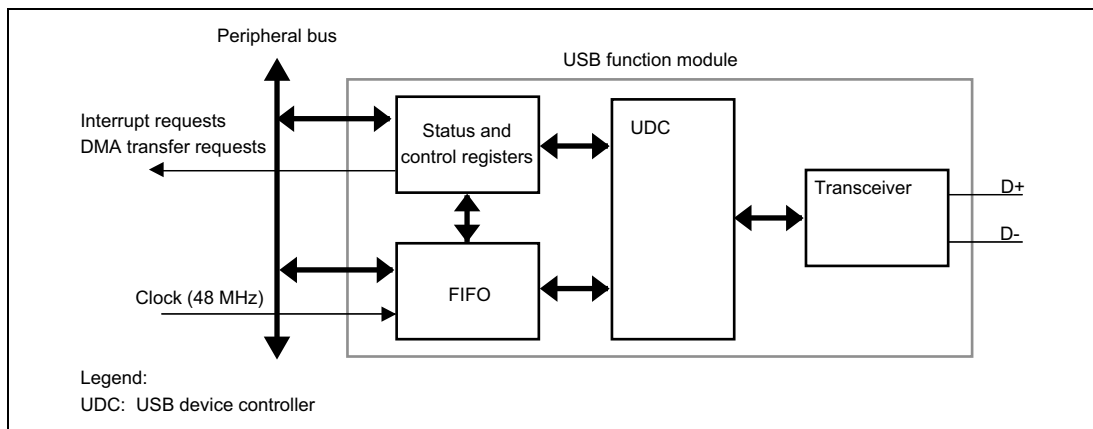 Peripheral bus
USB function module
Interrupt requests
DMA transfer requests
Status and
control registers
UDC
Transceiver
D+
D-
FIFO
Clock (48 MHz)
Legend:
UDC: USB device controller